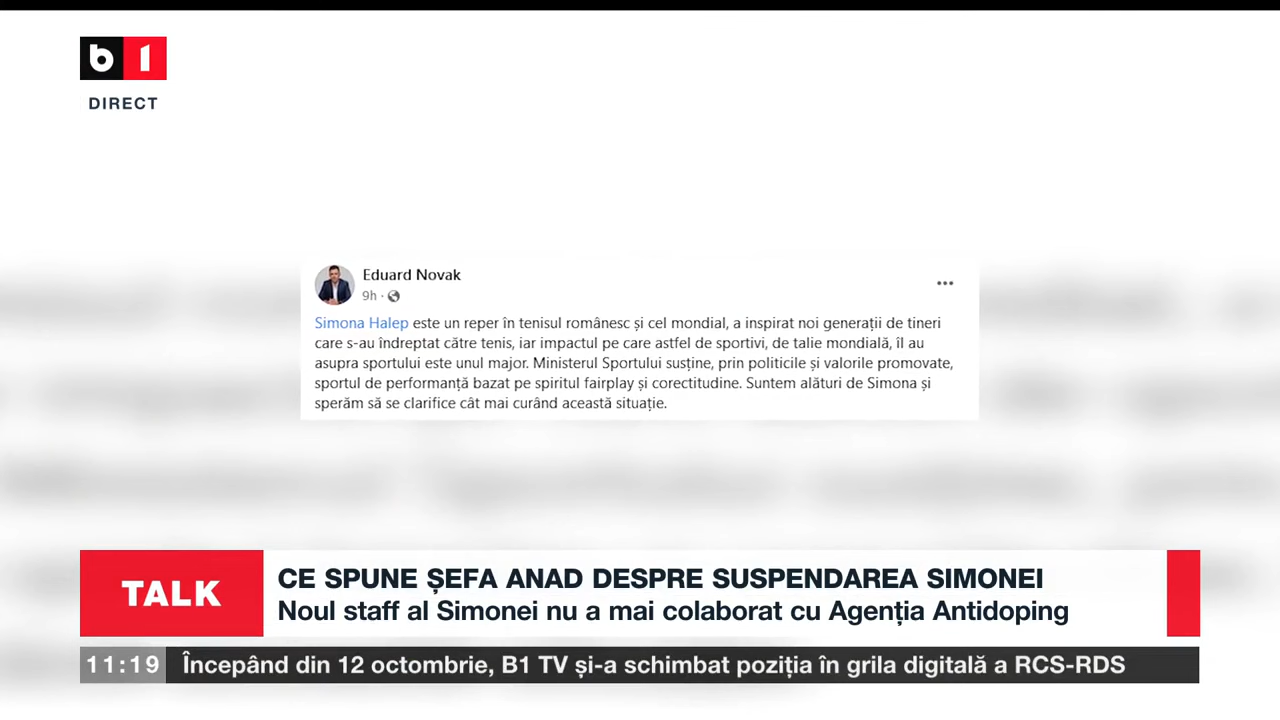 b1
DIRECT
Eduard Novak
9h ·
Simona Halep este un reper în tenisul românesc și cel mondial, a inspirat noi generații de tineri
care s-au îndreptat către tenis, iar impactul pe care astfel de sportivi, de talie mondială, îl au
asupra sportului este unul major. Ministerul Sportului susține, prin politicile și valorile promovate,
sportul de performanță bazat pe spiritul fairplay și corectitudine. Suntem alături de Simona și
sperăm să se clarifice cât mai curând această situație.
TALK
CE SPUNE ȘEFA ANAD DESPRE SUSPENDAREA SIMONEI
Noul staff al Simonei nu a mai colaborat cu Agenția Antidoping
11:19 Începând din 12 octombrie, B1 TV și-a schimbat poziția în grila digitală a RCS-RDS